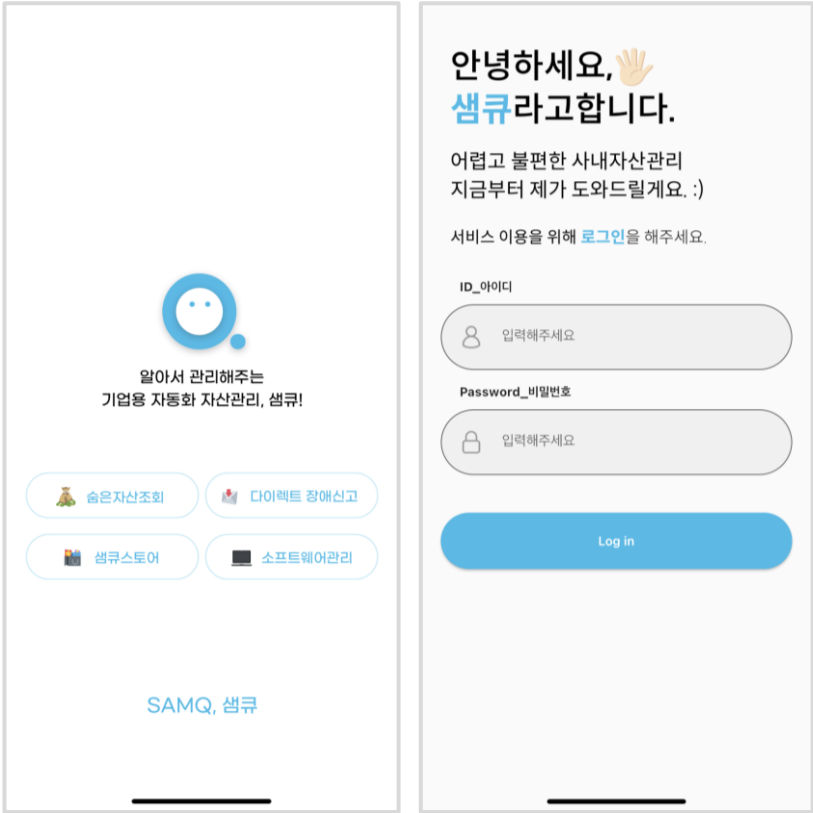 알아서 관리해주는
기업용 자동화 자산관리, 샘큐!
숨은자산조회
다이렉트 장애신고
샘큐스토어
소프트웨어관리
SAMQ, 샘큐
안녕하세요,🖐🏻
샘큐라고합니다.
어렵고 불편한 사내자산관리
지금부터 제가 도와드릴게요. :)
서비스 이용을 위해 로그인을 해주세요.
ID_아이디
입력해주세요
Password_비밀번호
입력해주세요
Log in